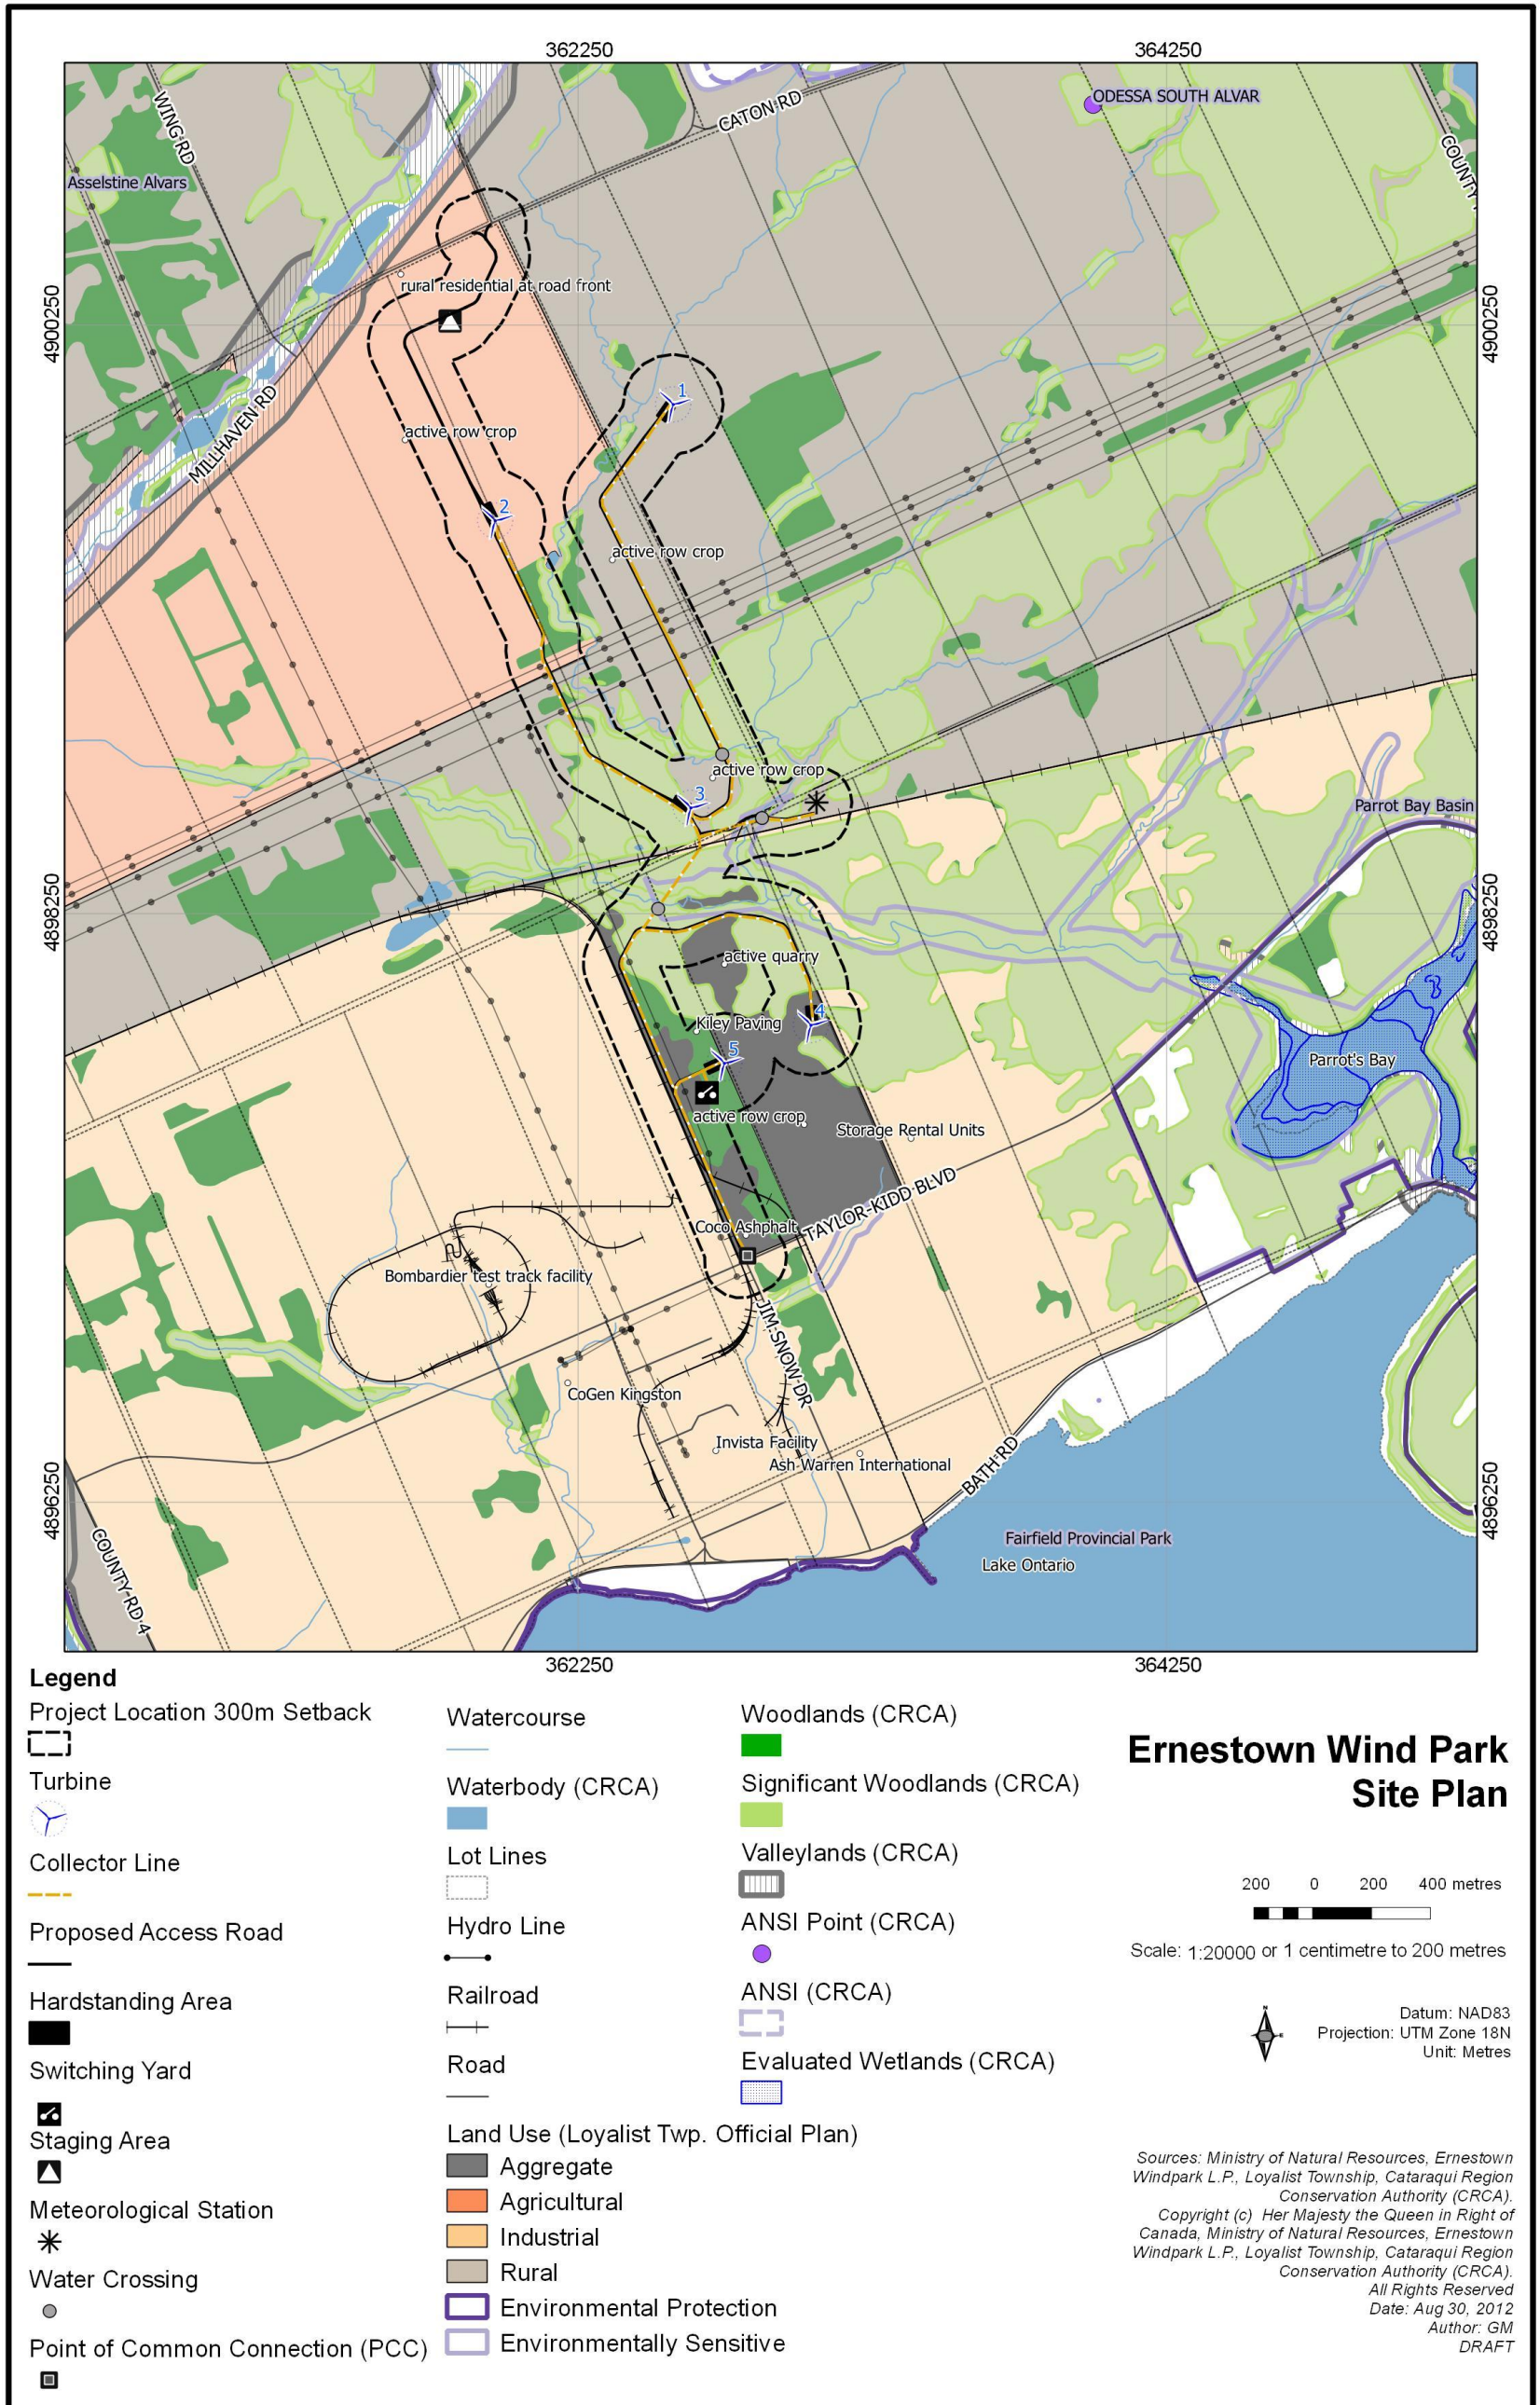 362250
364250
ODESSA SOUTH ALVAR
CATON RD
WING RD
COUNTY
Asselstine Alvars
rural residential at road front
4900250
4900250
1
MILLHAVEN RD
active row crop
2
active row crop
active row crop
3
Parrot Bay Basin
4898250
4898250
active quarry
4
Kiley Paving
5
Parrot's Bay
active row crop
Storage Rental Units
TAYLOR-KIDD BLVD
Coco Ashphalt
Bombardier test track facility
JIM SNOW DR
CoGen Kingston
Invista Facility
Ash Warren International
BATH RD
4896250
4896250
COUNTY RD 4
Fairfield Provincial Park
Lake Ontario
362250
364250
Legend
Project Location 300m Setback
Turbine
Collector Line
Proposed Access Road
Hardstanding Area
Switching Yard
Staging Area
Meteorological Station
Water Crossing
Point of Common Connection (PCC)
Watercourse
Waterbody (CRCA)
Lot Lines
Hydro Line
Railroad
Road
Land Use (Loyalist Twp. Official Plan)
Aggregate
Agricultural
Industrial
Rural
Environmental Protection
Environmentally Sensitive
Woodlands (CRCA)
Significant Woodlands (CRCA)
Valleylands (CRCA)
ANSI Point (CRCA)
ANSI (CRCA)
Evaluated Wetlands (CRCA)
Ernestown Wind Park
Site Plan
200 0 200 400 metres
Scale: 1:20000 or 1 centimetre to 200 metres
N
E
Datum: NAD83
Projection: UTM Zone 18N
Unit: Metres
Sources: Ministry of Natural Resources, Ernestown
Windpark L.P., Loyalist Township, Cataraqui Region
Conservation Authority (CRCA).
Copyright (c) Her Majesty the Queen in Right of
Canada, Ministry of Natural Resources, Ernestown
Windpark L.P., Loyalist Township, Cataraqui Region
Conservation Authority (CRCA).
All Rights Reserved
Date: Aug 30, 2012
Author: GM
DRAFT